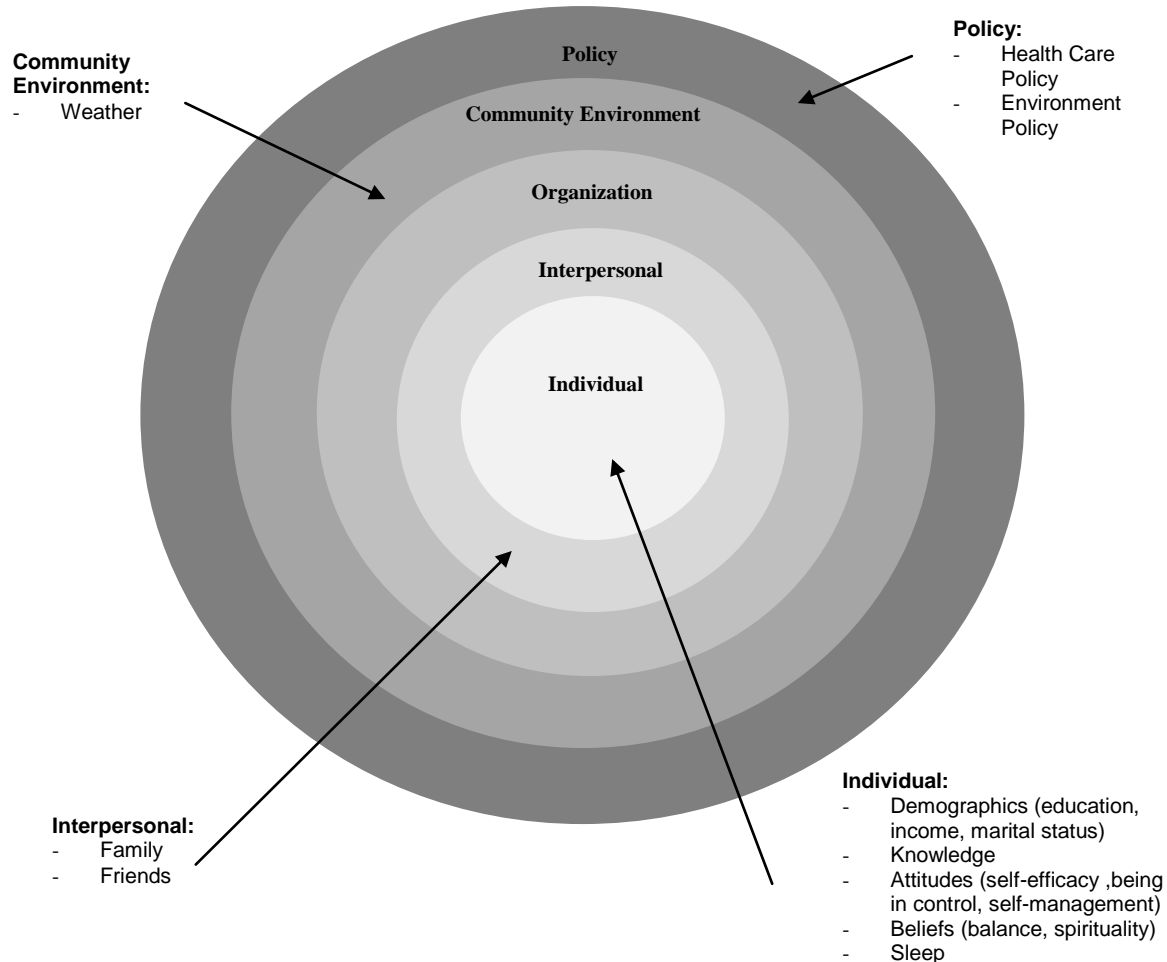 Community
Environment:
- Weather
Policy:
- Health Care
Policy
- Environment
Policy
Policy
Community Environment
Organization
Interpersonal
Individual
Interpersonal:
- Family
- Friends
Individual:
- Demographics (education,
income, marital status)
- Knowledge
- Attitudes (self-efficacy ,being
in control, self-management)
- Beliefs (balance, spirituality)
- Sleep